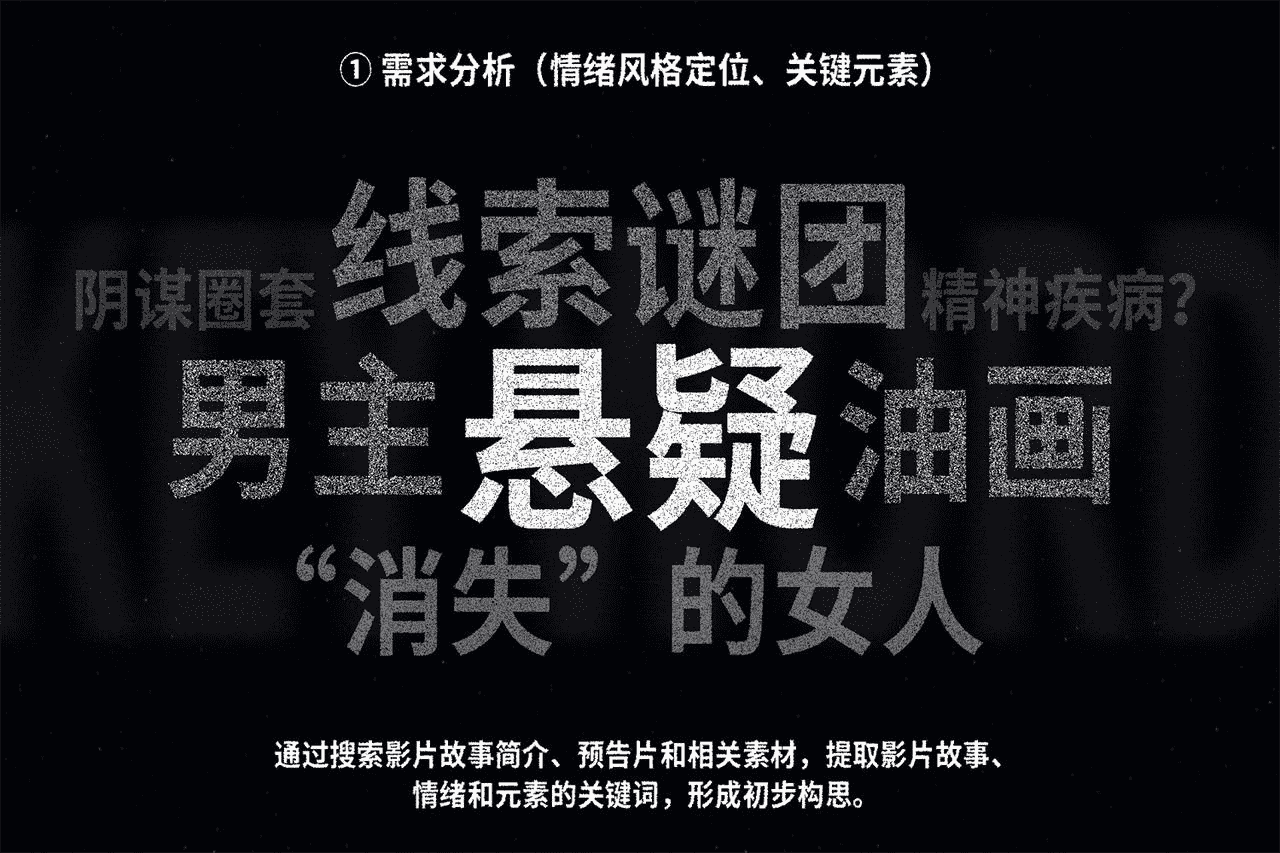 ① 需求分析（情绪风格定位、关键元素）
线索谜团
阴谋圈套
精神疾病？
男主 悬疑 油画
“消失”的女人
通过搜索影片故事简介、预告片和相关素材，提取影片故事、
情绪和元素的关键词，形成初步构思。